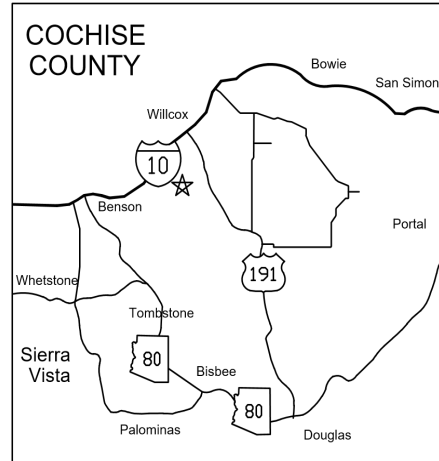 COCHISE
COUNTY
Bowie
San Simon
Willcox
10
Benson
Portal
Whetstone
191
Tombstone
Sierra
Vista
80
Bisbee
80
Palominas
Douglas